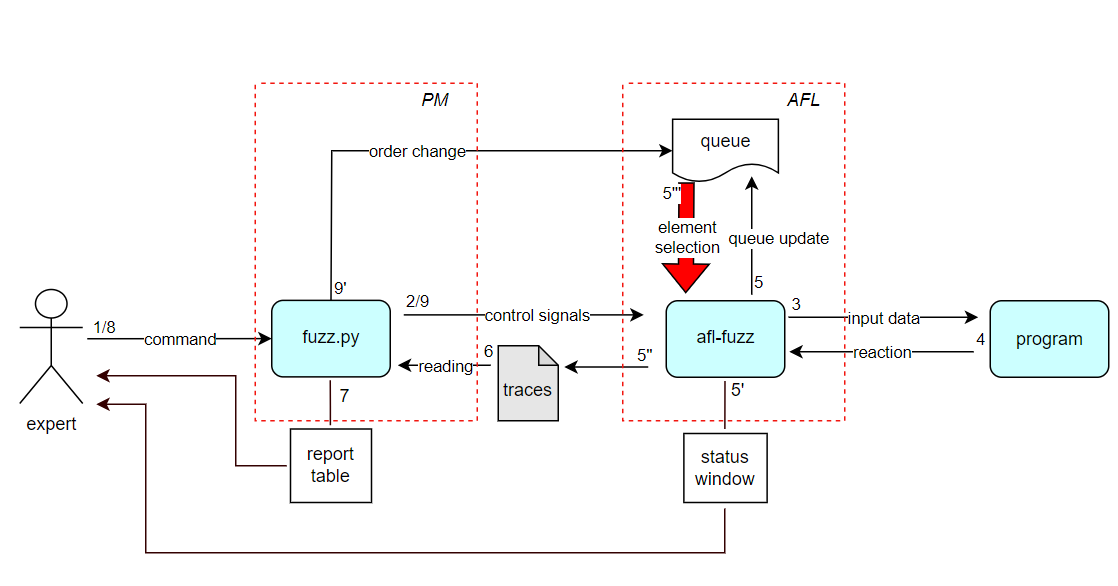 PM
AFL
queue
order change
5'''
element
selection
queue update
9'
2/9
5
3
1/8
command
fuzz.py
control signals
afl-fuzz
input data
program
6
5''
4
reading
traces
reaction
7
5'
expert
report
table
status
window